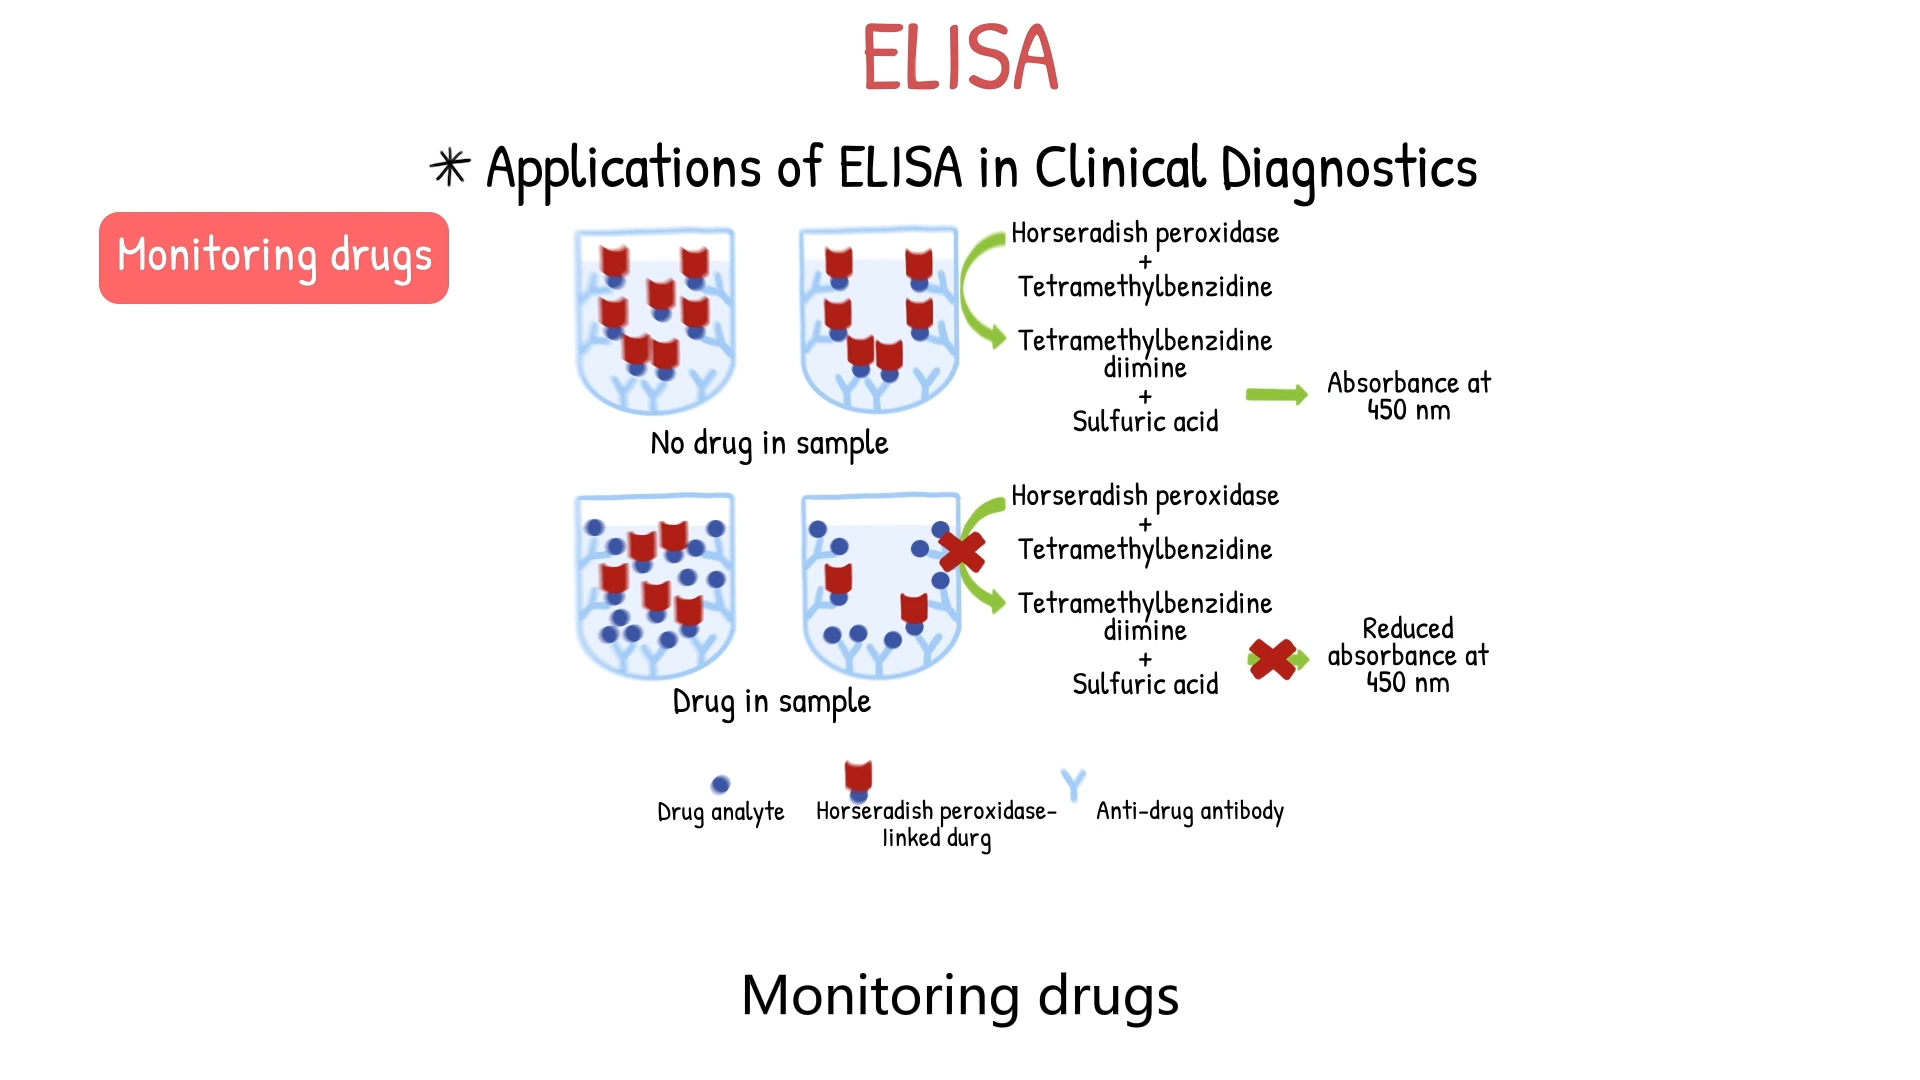 ELISA
✳ Applications of ELISA in Clinical Diagnostics
Monitoring drugs
Horseradish peroxidase
+
Tetramethylbenzidine
Tetramethylbenzidine
diimine
+
Sulfuric acid
Absorbance at
450 nm
No drug in sample
Horseradish peroxidase
+
Tetramethylbenzidine
Tetramethylbenzidine
diimine
+
Sulfuric acid
Reduced
absorbance at
450 nm
Drug in sample
Drug analyte
Horseradish peroxidase-
linked durg
Anti-drug antibody
Monitoring drugs